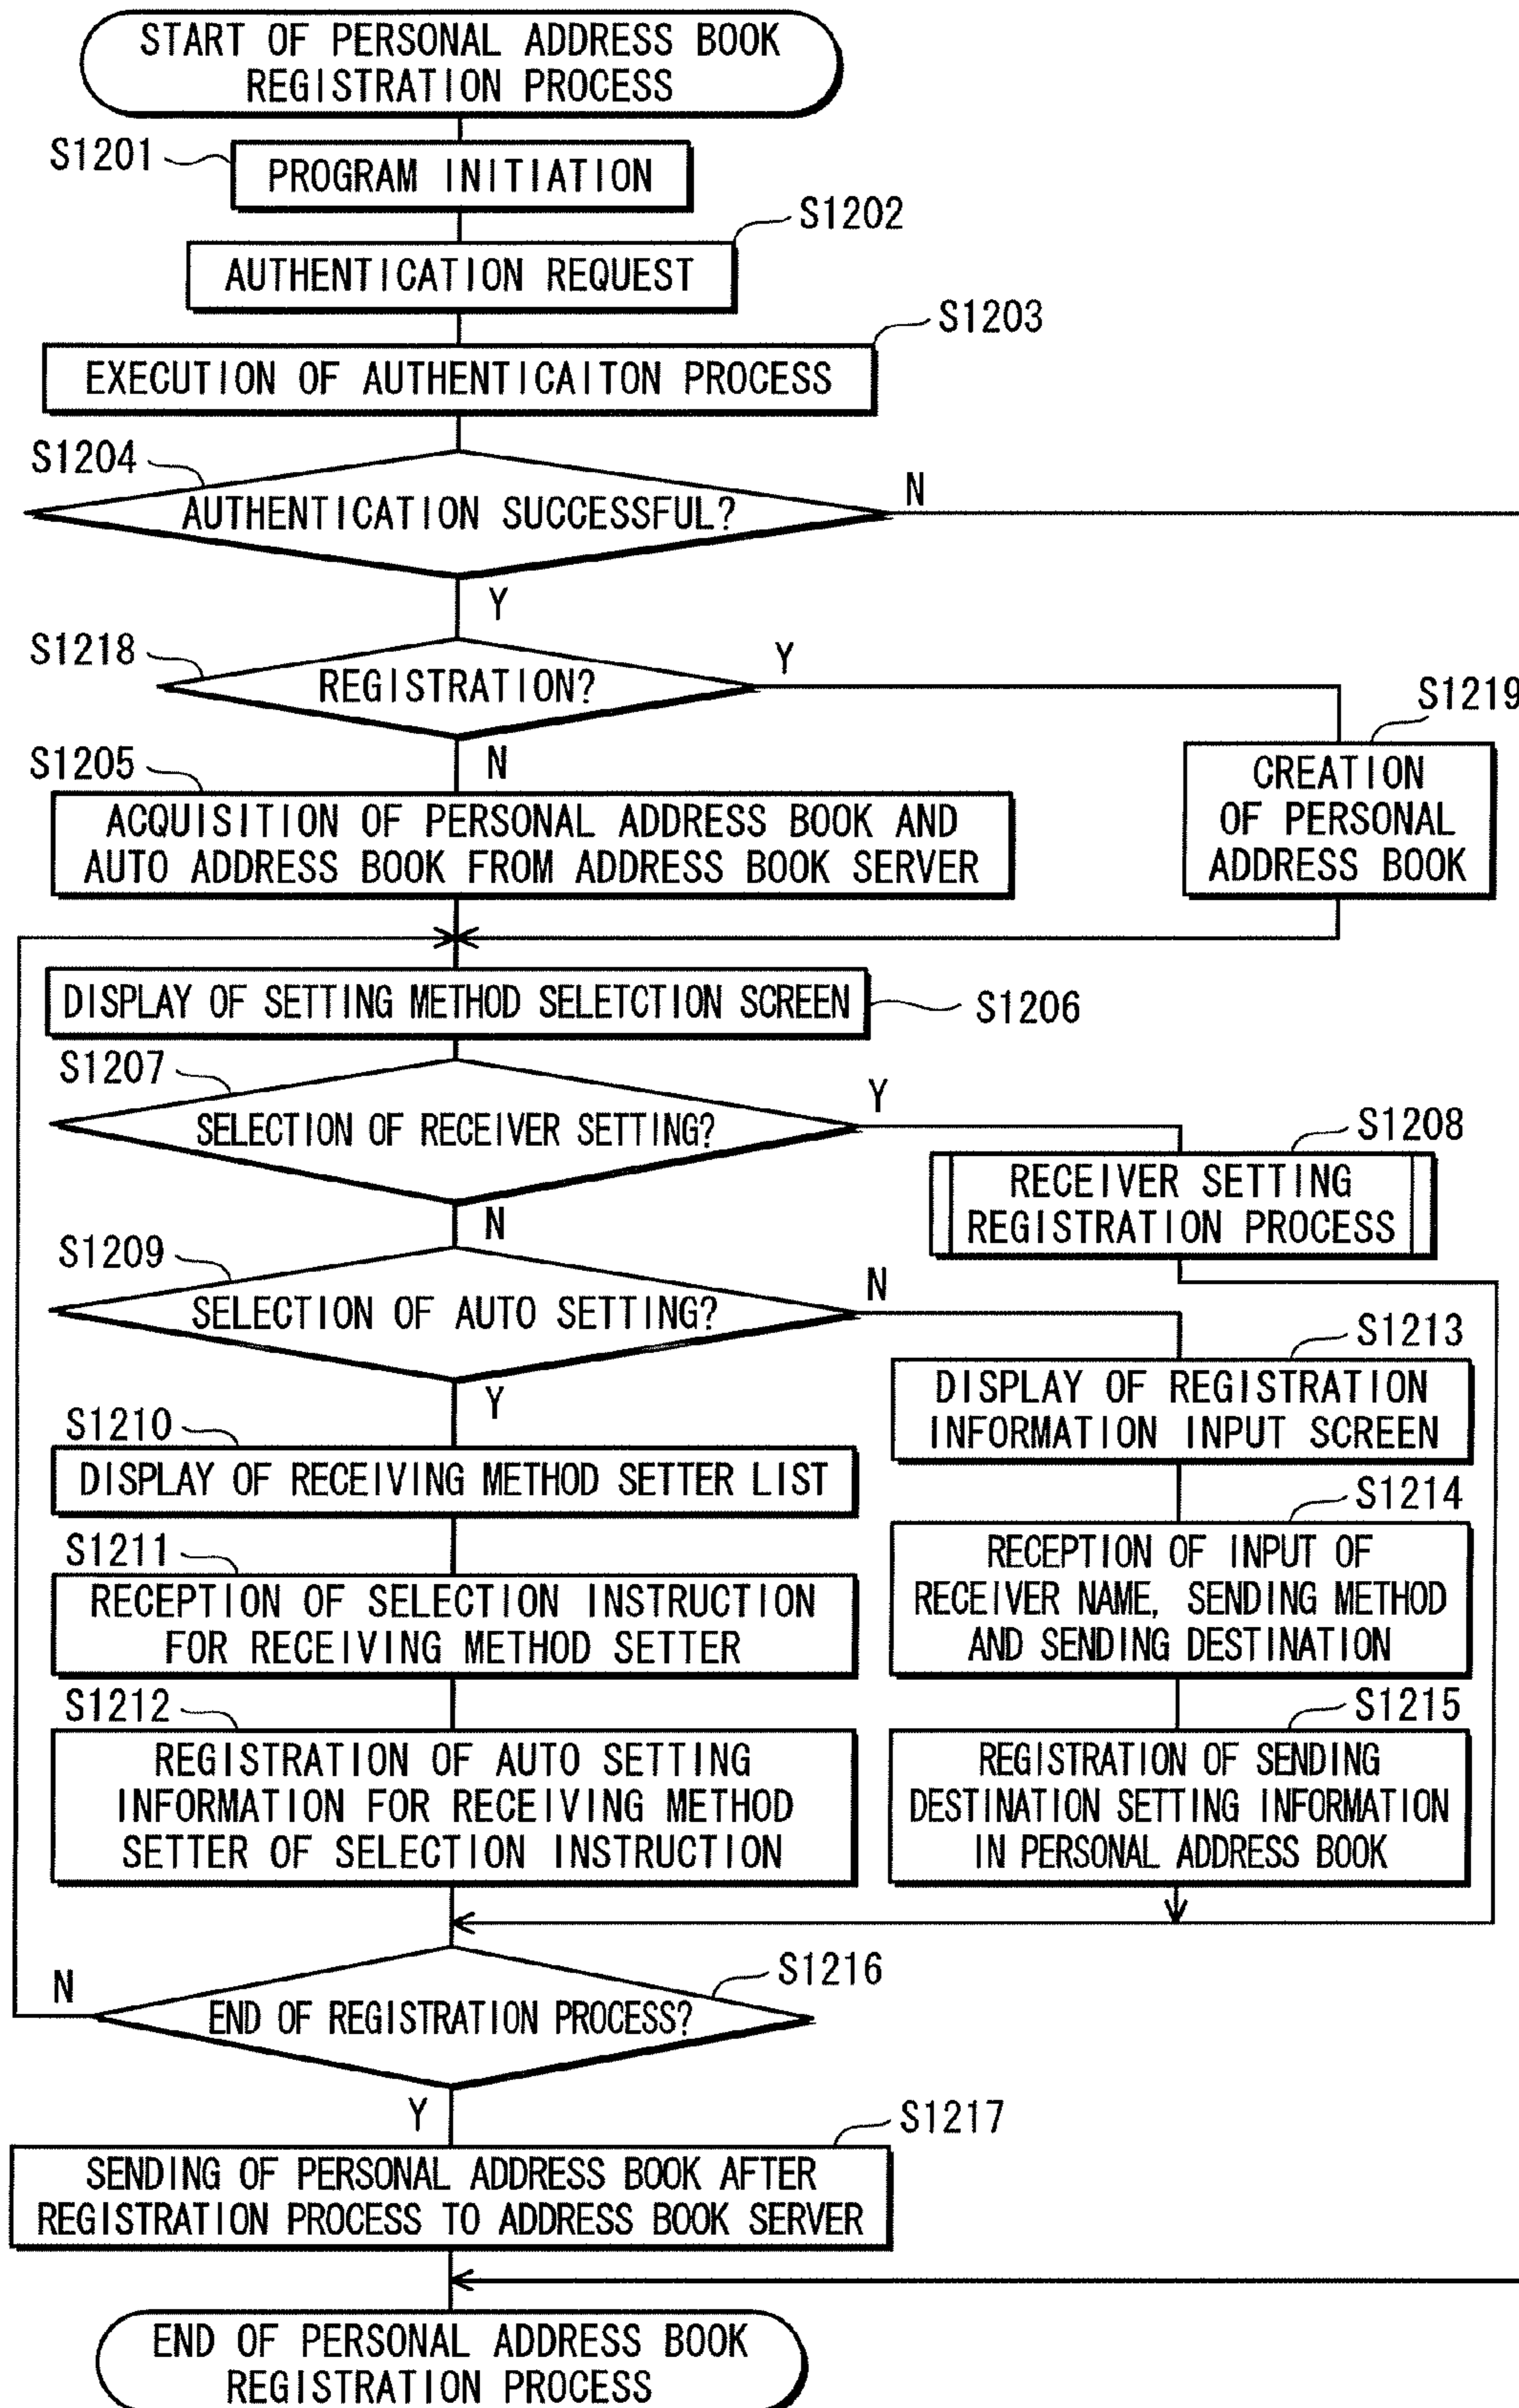 START OF PERSONAL ADDRESS BOOK
REGISTRATION PROCESS
S1201
PROGRAM INITIATION
S1202
AUTHENTICATION REQUEST
S1203
EXECUTION OF AUTHENTICAITON PROCESS
S1204
AUTHENTICATION SUCCESSFUL?
N
Y
S1218
REGISTRATION?
Y
N
S1219
CREATION
OF PERSONAL
ADDRESS BOOK
S1205
ACQUISITION OF PERSONAL ADDRESS BOOK AND
AUTO ADDRESS BOOK FROM ADDRESS BOOK SERVER
DISPLAY OF SETTING METHOD SELETCTION SCREEN
S1206
S1207
SELECTION OF RECEIVER SETTING?
Y
N
S1208
RECEIVER SETTING
REGISTRATION PROCESS
S1209
SELECTION OF AUTO SETTING?
N
Y
S1213
DISPLAY OF REGISTRATION
INFORMATION INPUT SCREEN
S1210
DISPLAY OF RECEIVING METHOD SETTER LIST
S1214
RECEPTION OF INPUT OF
RECEIVER NAME, SENDING METHOD
AND SENDING DESTINATION
S1211
RECEPTION OF SELECTION INSTRUCTION
FOR RECEIVING METHOD SETTER
S1215
REGISTRATION OF SENDING
DESTINATION SETTING INFORMATION
IN PERSONAL ADDRESS BOOK
S1212
REGISTRATION OF AUTO SETTING
INFORMATION FOR RECEIVING METHOD
SETTER OF SELECTION INSTRUCTION
S1216
N
END OF REGISTRATION PROCESS?
Y
S1217
SENDING OF PERSONAL ADDRESS BOOK AFTER
REGISTRATION PROCESS TO ADDRESS BOOK SERVER
END OF PERSONAL ADDRESS BOOK
REGISTRATION PROCESS